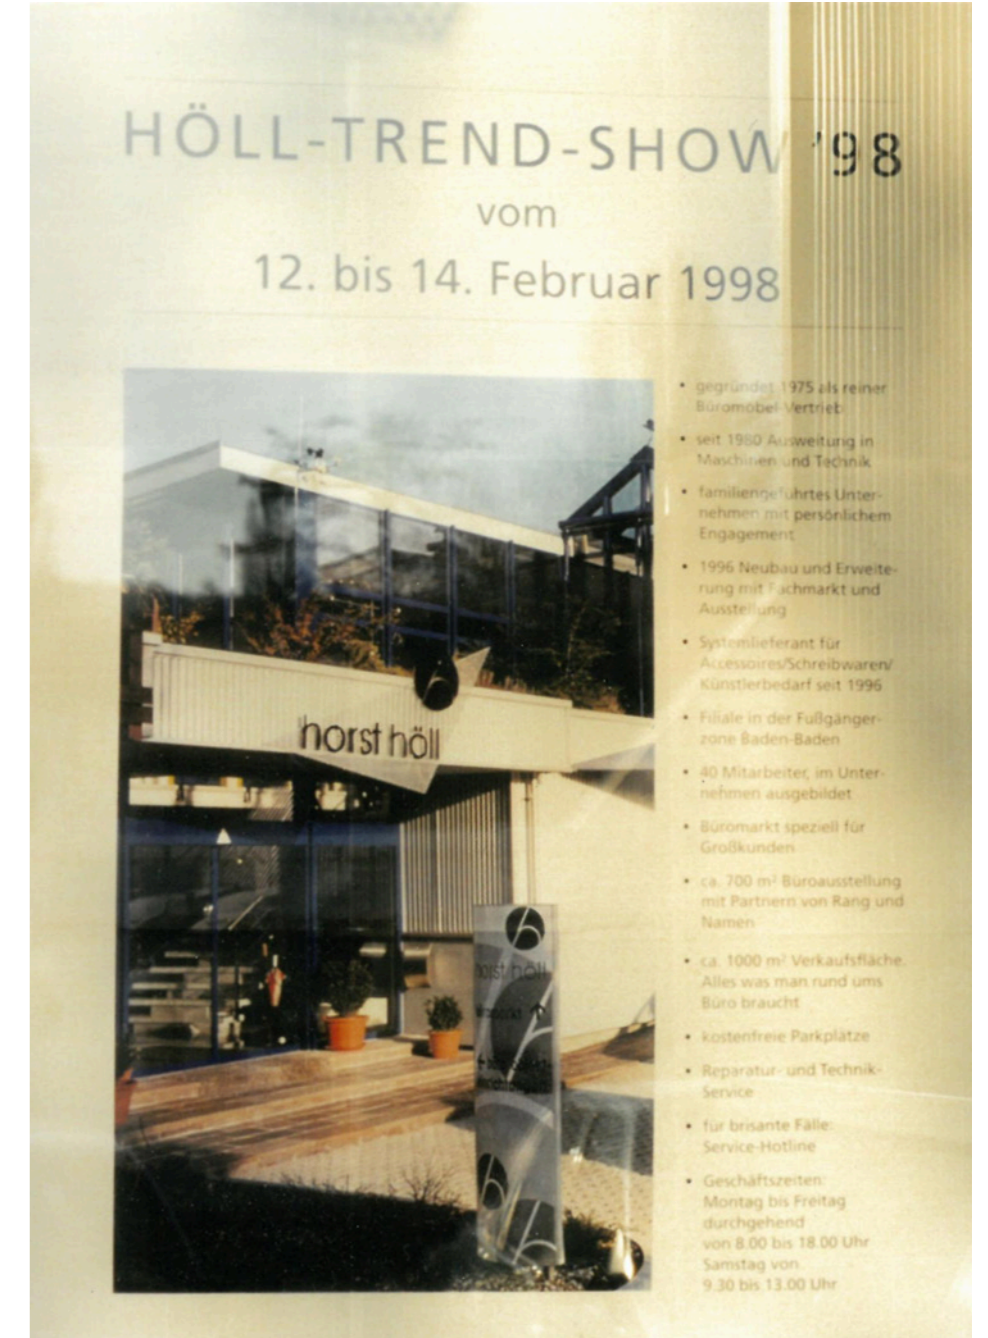 HÖLL-TREND-SHOW '98
vom
12. bis 14. Februar 1998
• gegründet 1975 als reiner
Büromöbel-Vertrieb
• seit 1980 Ausweitung in
Maschinen und Technik
• familiengeführtes Unter-
nehmen mit persönlichem
Engagement
• 1996 Neubau und Erweite-
rung mit Fachmarkt und
Ausstellung
• Systemlieferant für
Accessoires/Schreibwaren/
Künstlerbedarf seit 1996
• Filiale in der Fußgänger-
zone Baden-Baden
• 40 Mitarbeiter, im Unter-
nehmen ausgebildet
• Büromarkt speziell für
Großkunden
• ca. 700 m² Büroausstellung
mit Partnern von Rang und
Namen
• ca. 1000 m² Verkaufsfläche.
Alles was man rund ums
Büro braucht
• kostenfreie Parkplätze
• Reparatur- und Technik-
Service
• für brisante Fälle:
Service-Hotline
• Geschäftszeiten:
Montag bis Freitag
durchgehend
von 8.00 bis 18.00 Uhr
Samstag von
9.30 bis 13.00 Uhr
horst höll
horst höll